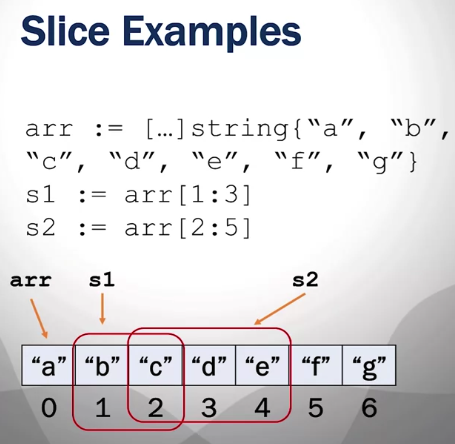 Slice Examples
arr := […]string{“a”, “b”,
“c”, “d”, “e”, “f”, “g”}
s1 := arr[1:3]
s2 := arr[2:5]
arr s1 s2
“a” “b” “c” “d” “e” “f” “g”
0 1 2 3 4 5 6